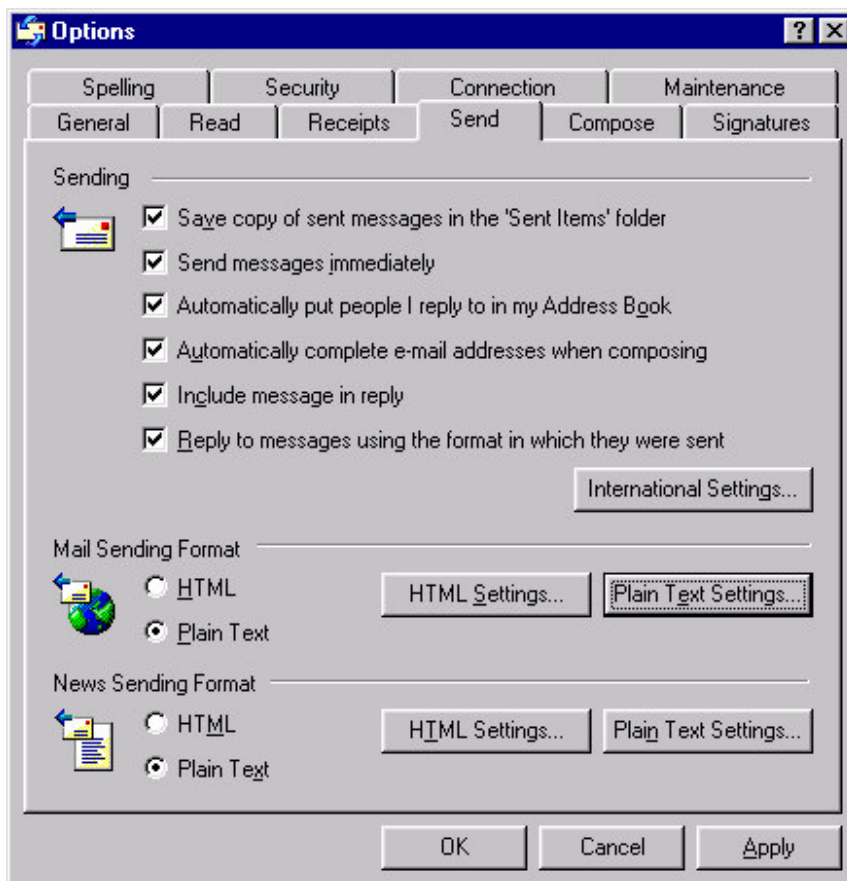 Options
Spelling Security Connection Maintenance
General Read Receipts Send Compose Signatures
Sending
Save copy of sent messages in the 'Sent Items' folder
Send messages immediately
Automatically put people I reply to in my Address Book
Automatically complete e-mail addresses when composing
Include message in reply
Reply to messages using the format in which they were sent
International Settings...
Mail Sending Format
HTML HTML Settings... Plain Text Settings...
Plain Text
News Sending Format
HTML HTML Settings... Plain Text Settings...
Plain Text
OK Cancel Apply